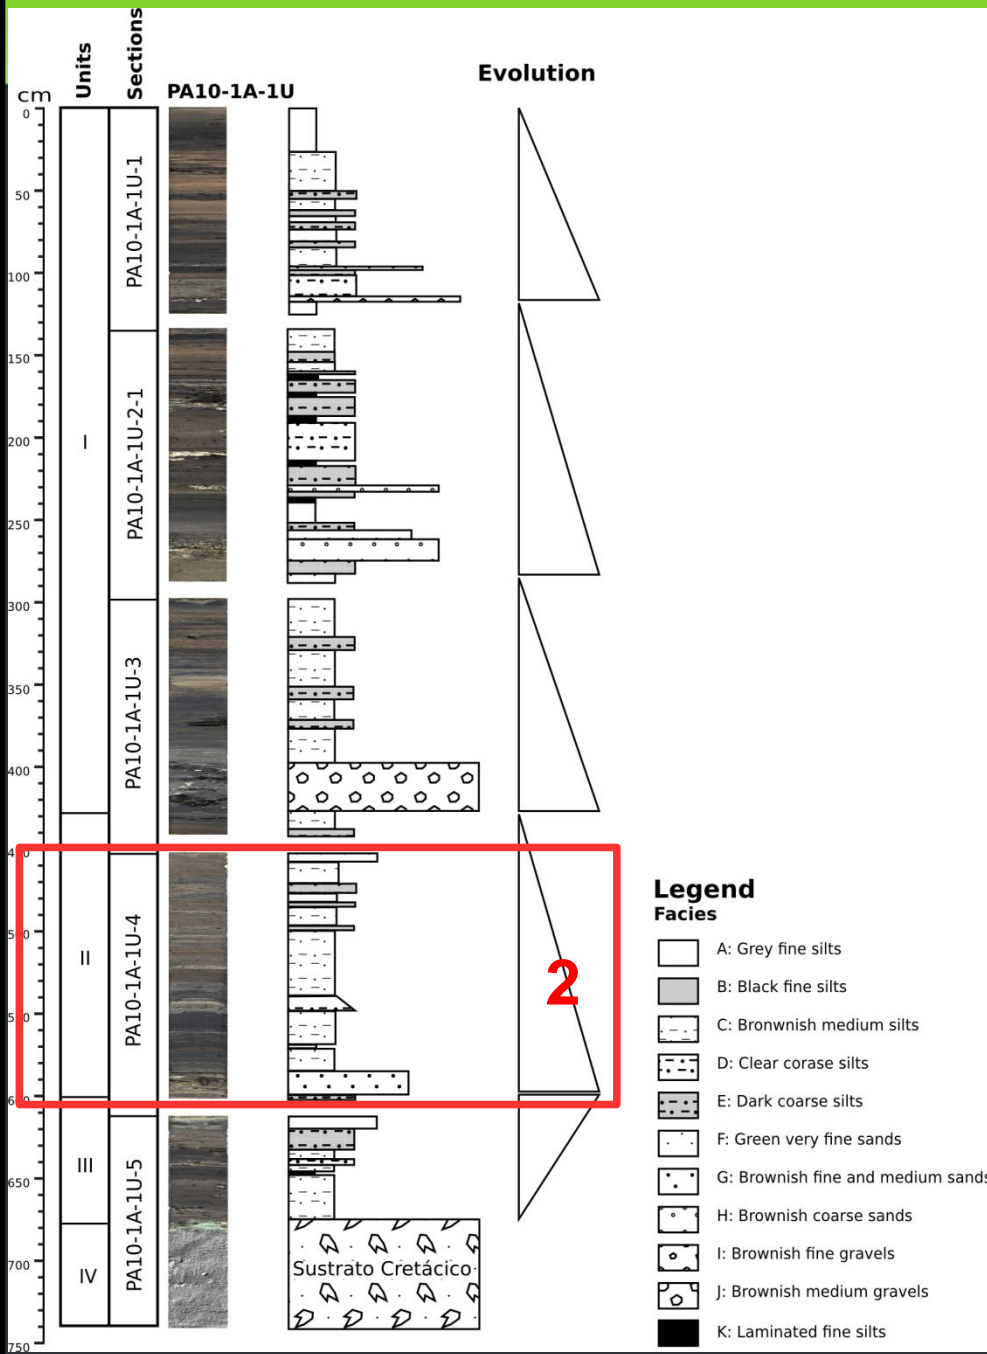 Evolution
Units
Sections
PA10-1A-1U
cm
0
50
100
150
200
250
300
350
400
650
700
750
I
II
III
IV
PA10-1A-1U-1
PA10-1A-1U-2-1
PA10-1A-1U-3
PA10-1A-1U-4
PA10-1A-1U-5
2
Sustrato Cretácico
Legend
Facies
A: Grey fine silts
B: Black fine silts
C: Bronwnish medium silts
D: Clear corase silts
E: Dark coarse silts
F: Green very fine sands
G: Brownish fine and medium sands
H: Brownish coarse sands
I: Brownish fine gravels
J: Brownish medium gravels
K: Laminated fine silts